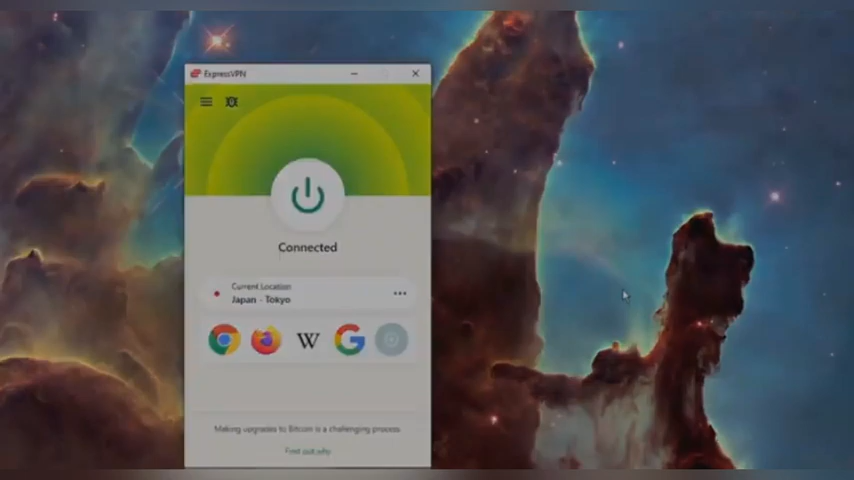 ExpressVPN
Connected
Current Location
Japan - Tokyo
W
G
Making upgrades to Bitcoin is a challenging process
Find out why